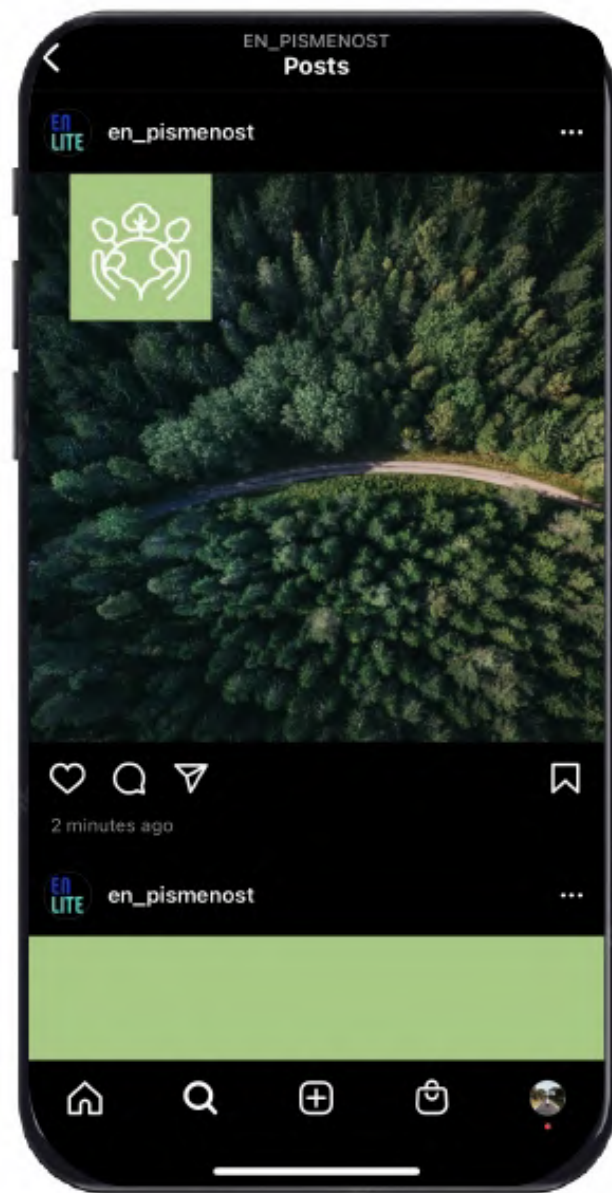 EN_PISMENOST
Posts
EN
LITE
en_pismenost
2 minutes ago
EN
LITE
en_pismenost